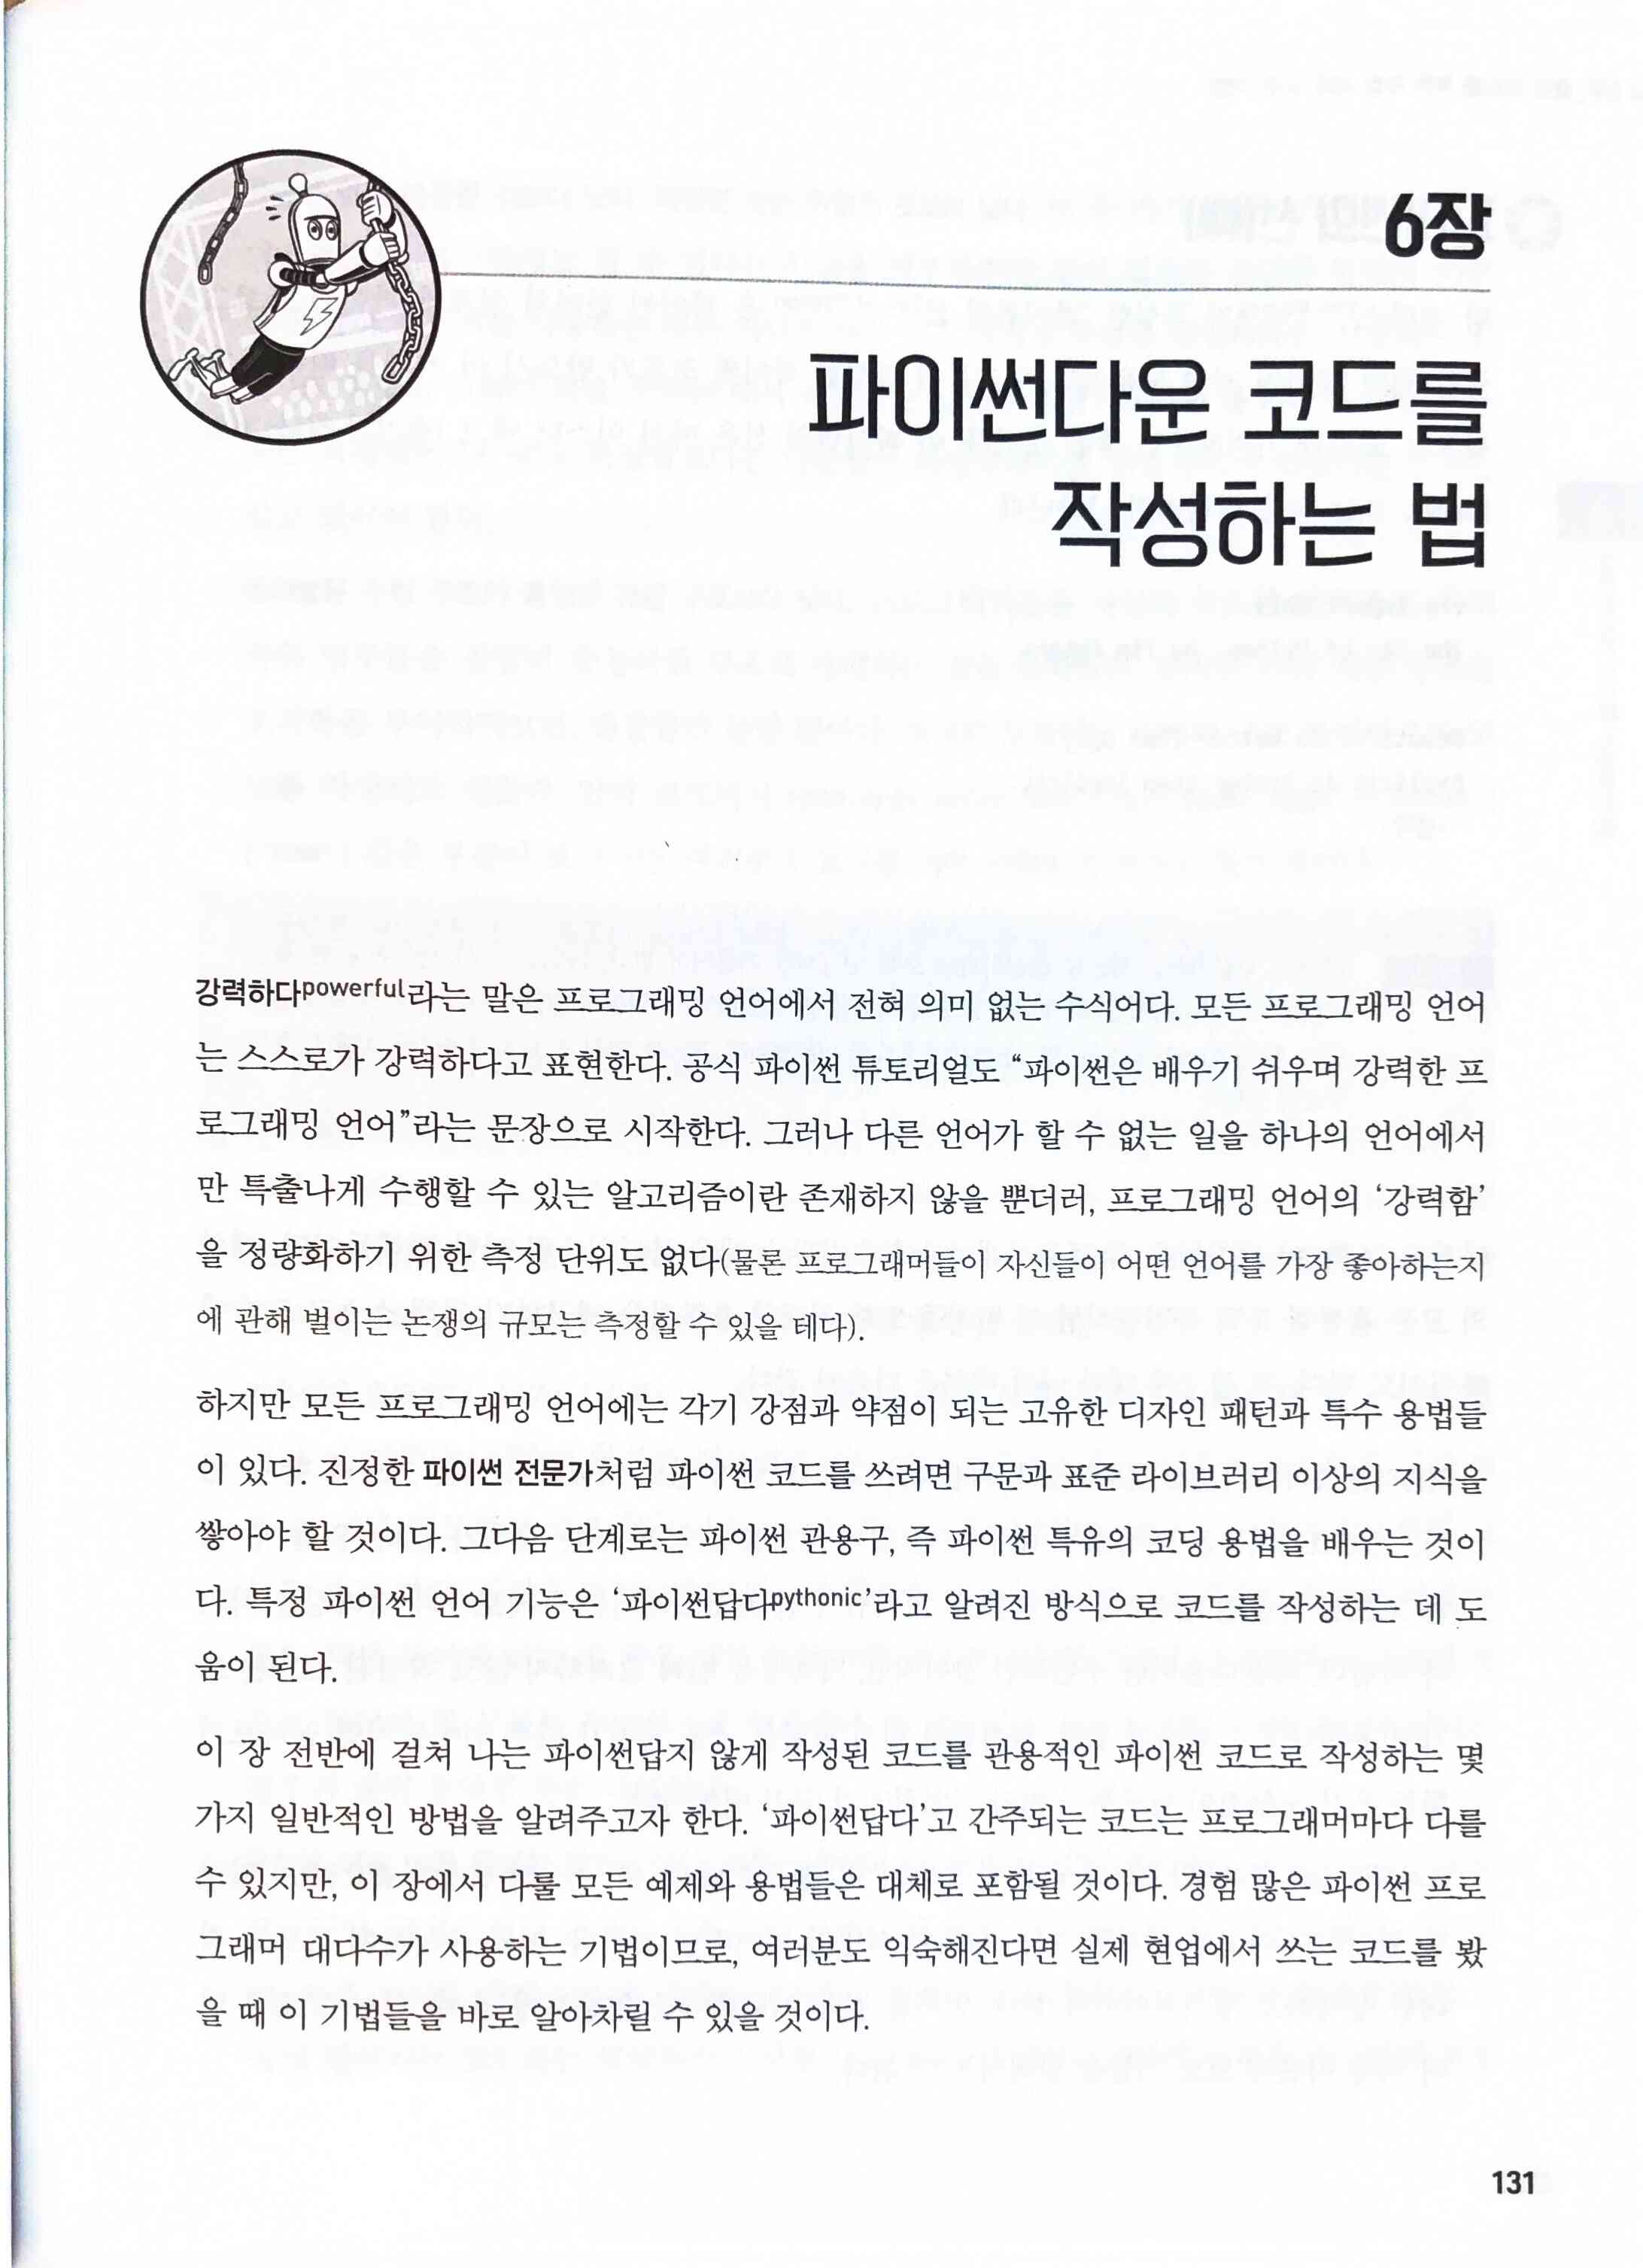 6장
파이썬다운 코드를
작성하는 법
강력하다powerful라는 말은 프로그래밍 언어에서 전혀 의미 없는 수식어다. 모든 프로그래밍 언어
는 스스로가 강력하다고 표현한다. 공식 파이썬 튜토리얼도 “파이썬은 배우기 쉬우며 강력한 프
로그래밍 언어”라는 문장으로 시작한다. 그러나 다른 언어가 할 수 없는 일을 하나의 언어에서
만 특출나게 수행할 수 있는 알고리즘이란 존재하지 않을 뿐더러, 프로그래밍 언어의 ‘강력함’
을 정량화하기 위한 측정 단위도 없다(물론 프로그래머들이 자신들이 어떤 언어를 가장 좋아하는지
에 관해 벌이는 논쟁의 규모는 측정할 수 있을 테다).
하지만 모든 프로그래밍 언어에는 각기 강점과 약점이 되는 고유한 디자인 패턴과 특수 용법들
이 있다. 진정한 파이썬 전문가처럼 파이썬 코드를 쓰려면 구문과 표준 라이브러리 이상의 지식을
쌓아야 할 것이다. 그다음 단계로는 파이썬 관용구, 즉 파이썬 특유의 코딩 용법을 배우는 것이
다. 특정 파이썬 언어 기능은 ‘파이썬답다pythonic’라고 알려진 방식으로 코드를 작성하는 데 도
움이 된다.
이 장 전반에 걸쳐 나는 파이썬답지 않게 작성된 코드를 관용적인 파이썬 코드로 작성하는 몇
가지 일반적인 방법을 알려주고자 한다. ‘파이썬답다’고 간주되는 코드는 프로그래머마다 다를
수 있지만, 이 장에서 다룰 모든 예제와 용법들은 대체로 포함될 것이다. 경험 많은 파이썬 프로
그래머 대다수가 사용하는 기법이므로, 여러분도 익숙해진다면 실제 현업에서 쓰는 코드를 봤
을 때 이 기법들을 바로 알아차릴 수 있을 것이다.
131